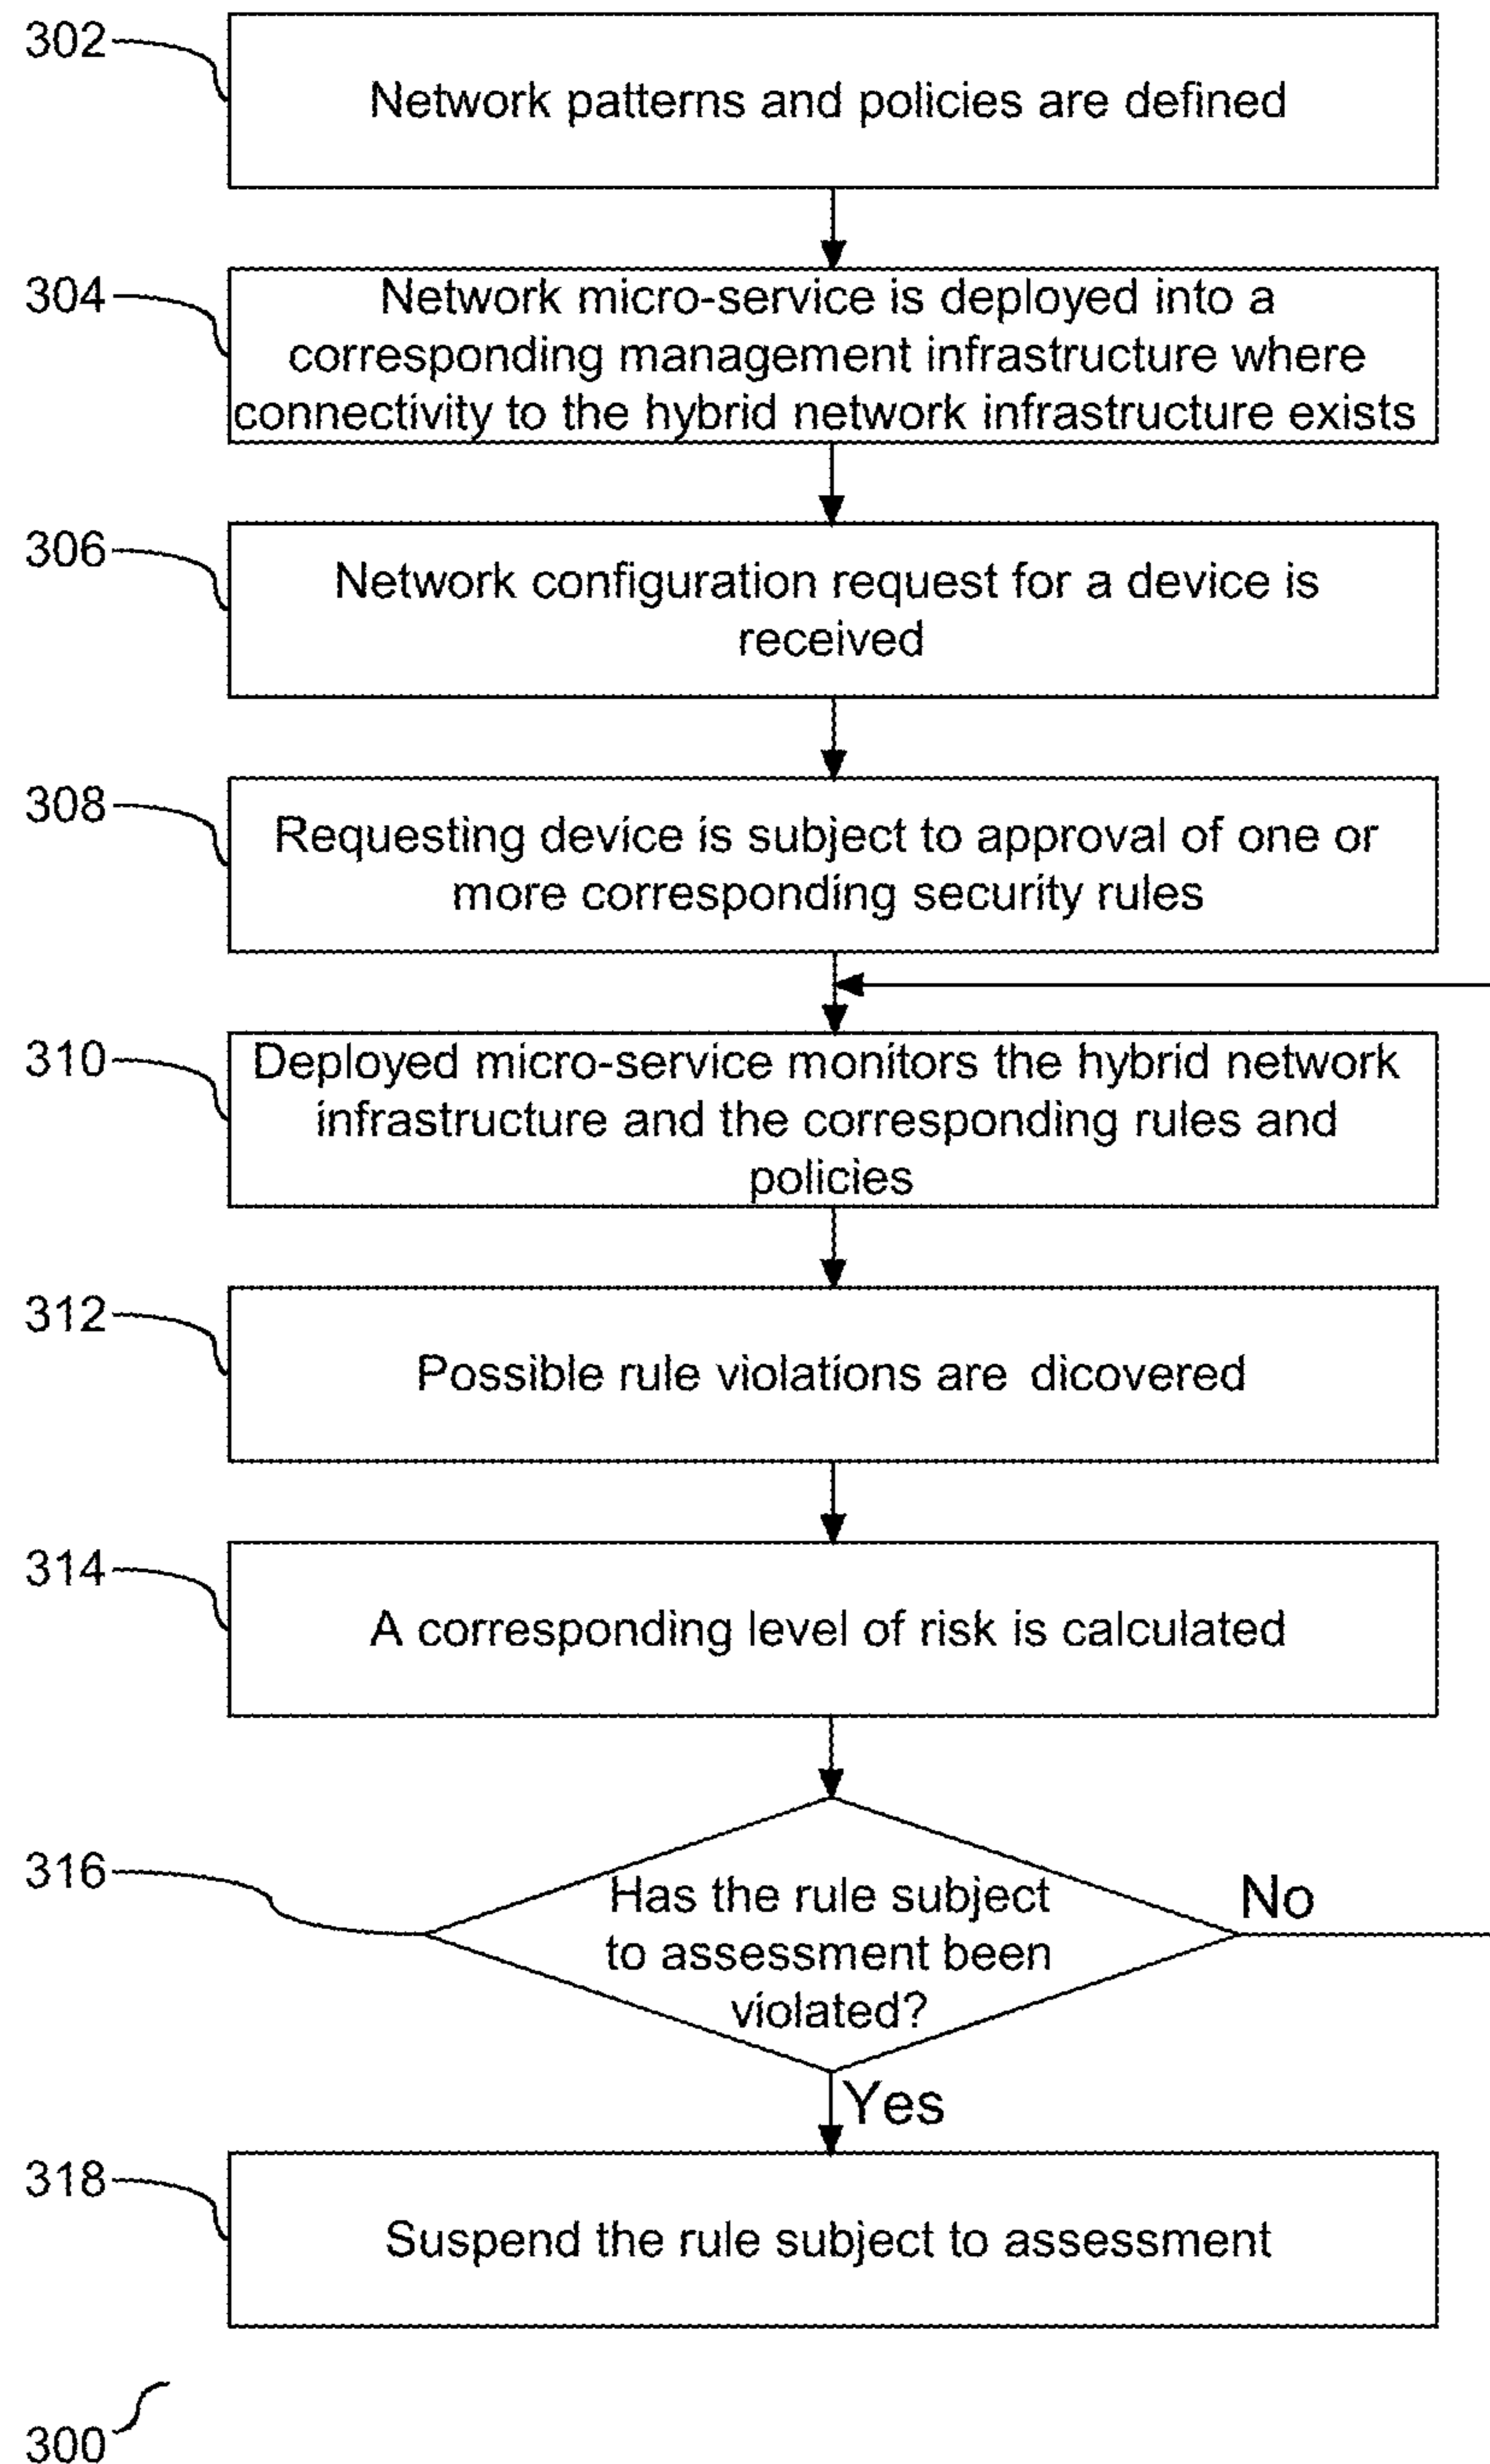 302
Network patterns and policies are defined
304
Network micro-service is deployed into a
corresponding management infrastructure where
connectivity to the hybrid network infrastructure exists
306
Network configuration request for a device is
received
308
Requesting device is subject to approval of one or
more corresponding security rules
310
Deployed micro-service monitors the hybrid network
infrastructure and the corresponding rules and
policies
312
Possible rule violations are dicovered
314
A corresponding level of risk is calculated
316
Has the rule subject
to assessment been
violated?
No
Yes
318
Suspend the rule subject to assessment
300